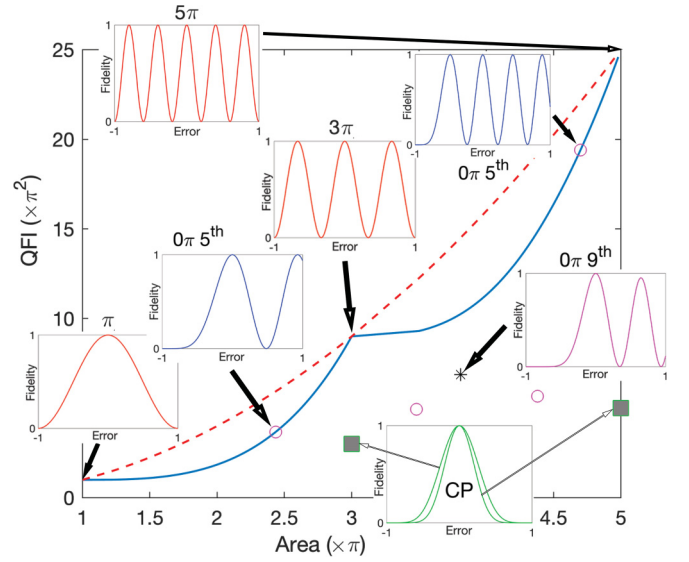 5π
1
Fidelity
0
-1
Error
1
25
20
15
10
5
0
QFI (×π²)
1
Fidelity
0
-1
Error
1
0π 5th
3π
1
Fidelity
0
-1
Error
1
0π 5th
1
Fidelity
0
-1
Error
1
0π 9th
1
Fidelity
0
-1
Error
1
π
1
Fidelity
0
-1
Error
1
1
Fidelity
0
-1
Error
1
CP
1
1.5
2
2.5
3
4.5
5
Area (×π)